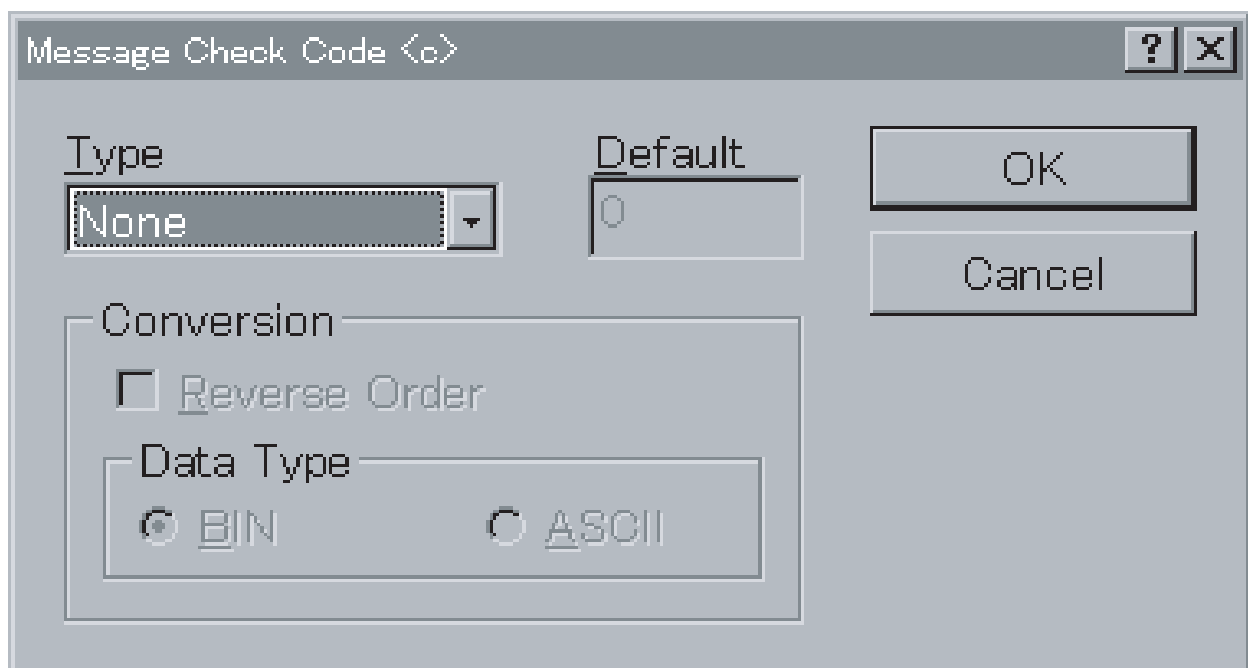 Message Check Code <c>
? X
Type
None
Default
0
OK
Cancel
Conversion
Reverse Order
Data Type
BIN
ASCII